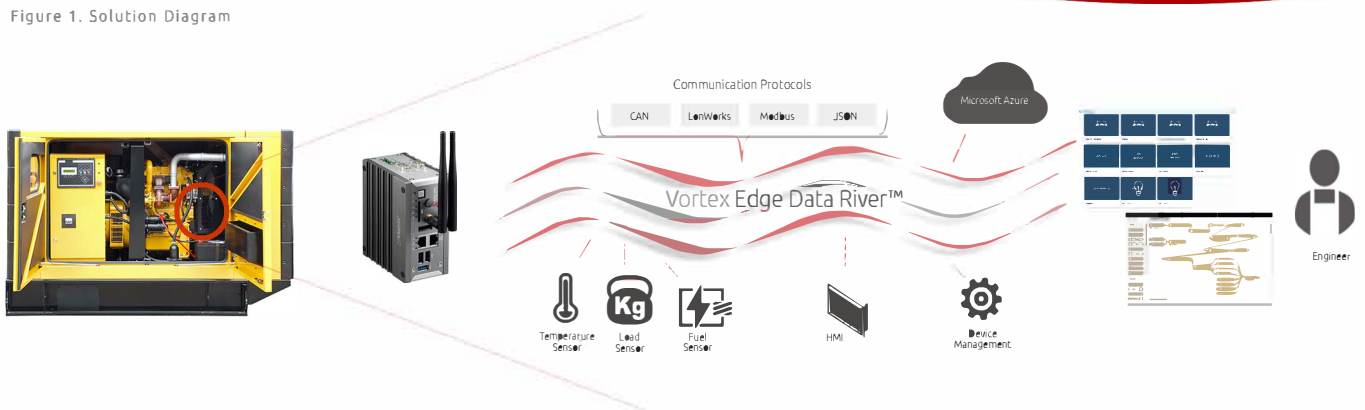 Figure 1. Solution Diagram
Communication Protocols
CAN
LonWorks
Modbus
JSON
Microsoft Azure
Vortex Edge Data River™
Temperature
Sensor
Load
Sensor
Kg
Fuel
Sensor
HMI
Device
Management
Engineer